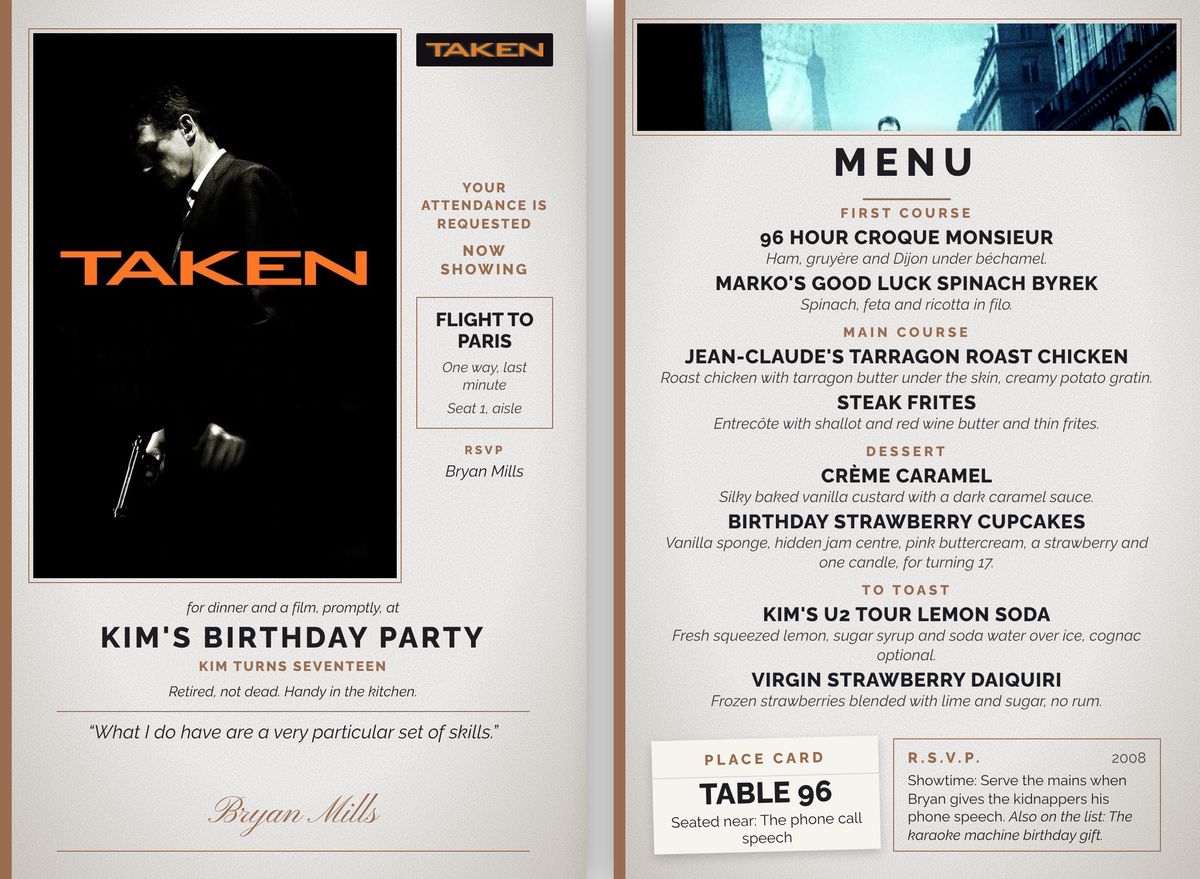 TAKEN
TAKEN
YOUR
ATTENDANCE IS
REQUESTED
NOW
SHOWING
FLIGHT TO
PARIS
One way, last
minute
Seat 1, aisle
RSVP
Bryan Mills
for dinner and a film, promptly, at
KIM'S BIRTHDAY PARTY
KIM TURNS SEVENTEEN
Retired, not dead. Handy in the kitchen.
“What I do have are a very particular set of skills.”
Bryan Mills
MENU
FIRST COURSE
96 HOUR CROQUE MONSIEUR
Ham, gruyère and Dijon under béchamel.
MARKO'S GOOD LUCK SPINACH BYREK
Spinach, feta and ricotta in filo.
MAIN COURSE
JEAN-CLAUDE'S TARRAGON ROAST CHICKEN
Roast chicken with tarragon butter under the skin, creamy potato gratin.
STEAK FRITES
Entrecôte with shallot and red wine butter and thin frites.
DESSERT
CRÈME CARAMEL
Silky baked vanilla custard with a dark caramel sauce.
BIRTHDAY STRAWBERRY CUPCAKES
Vanilla sponge, hidden jam centre, pink buttercream, a strawberry and
one candle, for turning 17.
TO TOAST
KIM'S U2 TOUR LEMON SODA
Fresh squeezed lemon, sugar syrup and soda water over ice, cognac
optional.
VIRGIN STRAWBERRY DAIQUIRI
Frozen strawberries blended with lime and sugar, no rum.
PLACE CARD
TABLE 96
Seated near: The phone call
speech
R.S.V.P. 2008
Showtime: Serve the mains when
Bryan gives the kidnappers his
phone speech. Also on the list: The
karaoke machine birthday gift.